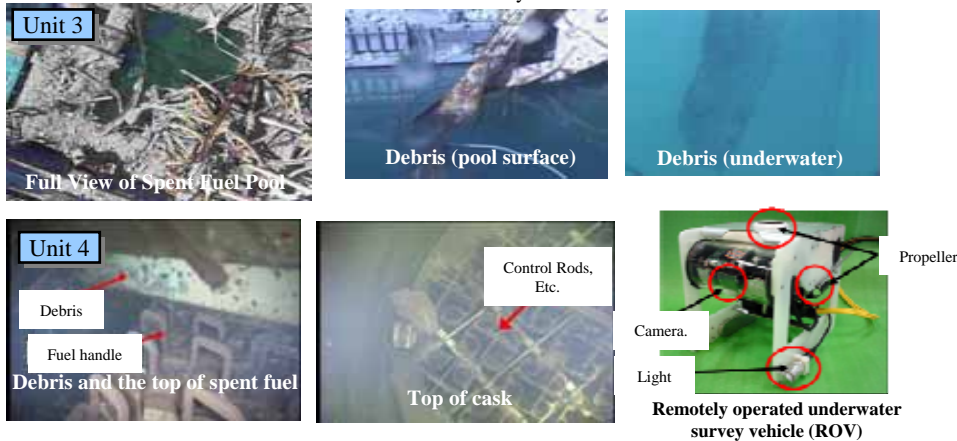 Unit 3
Full View of Spent Fuel Pool
Debris (pool surface)
Debris (underwater)
Unit 4
Debris
Fuel handle
Debris and the top of spent fuel
Control Rods,
Etc.
Top of cask
Propeller
Camera.
Light
Remotely operated underwater
survey vehicle (ROV)